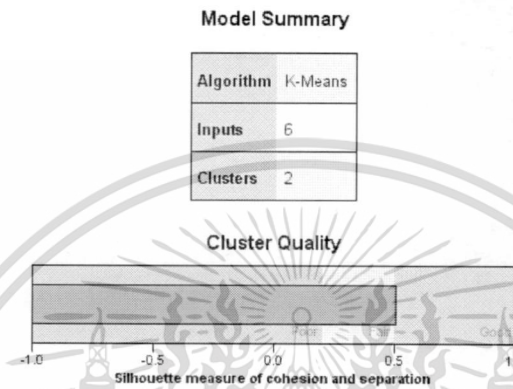 Model Summary
Algorithm K-Means
Inputs 6
Clusters 2
Cluster Quality
Poor Fair Good
-1.0 -0.5 0.0 0.5 1
Silhouette measure of cohesion and separation